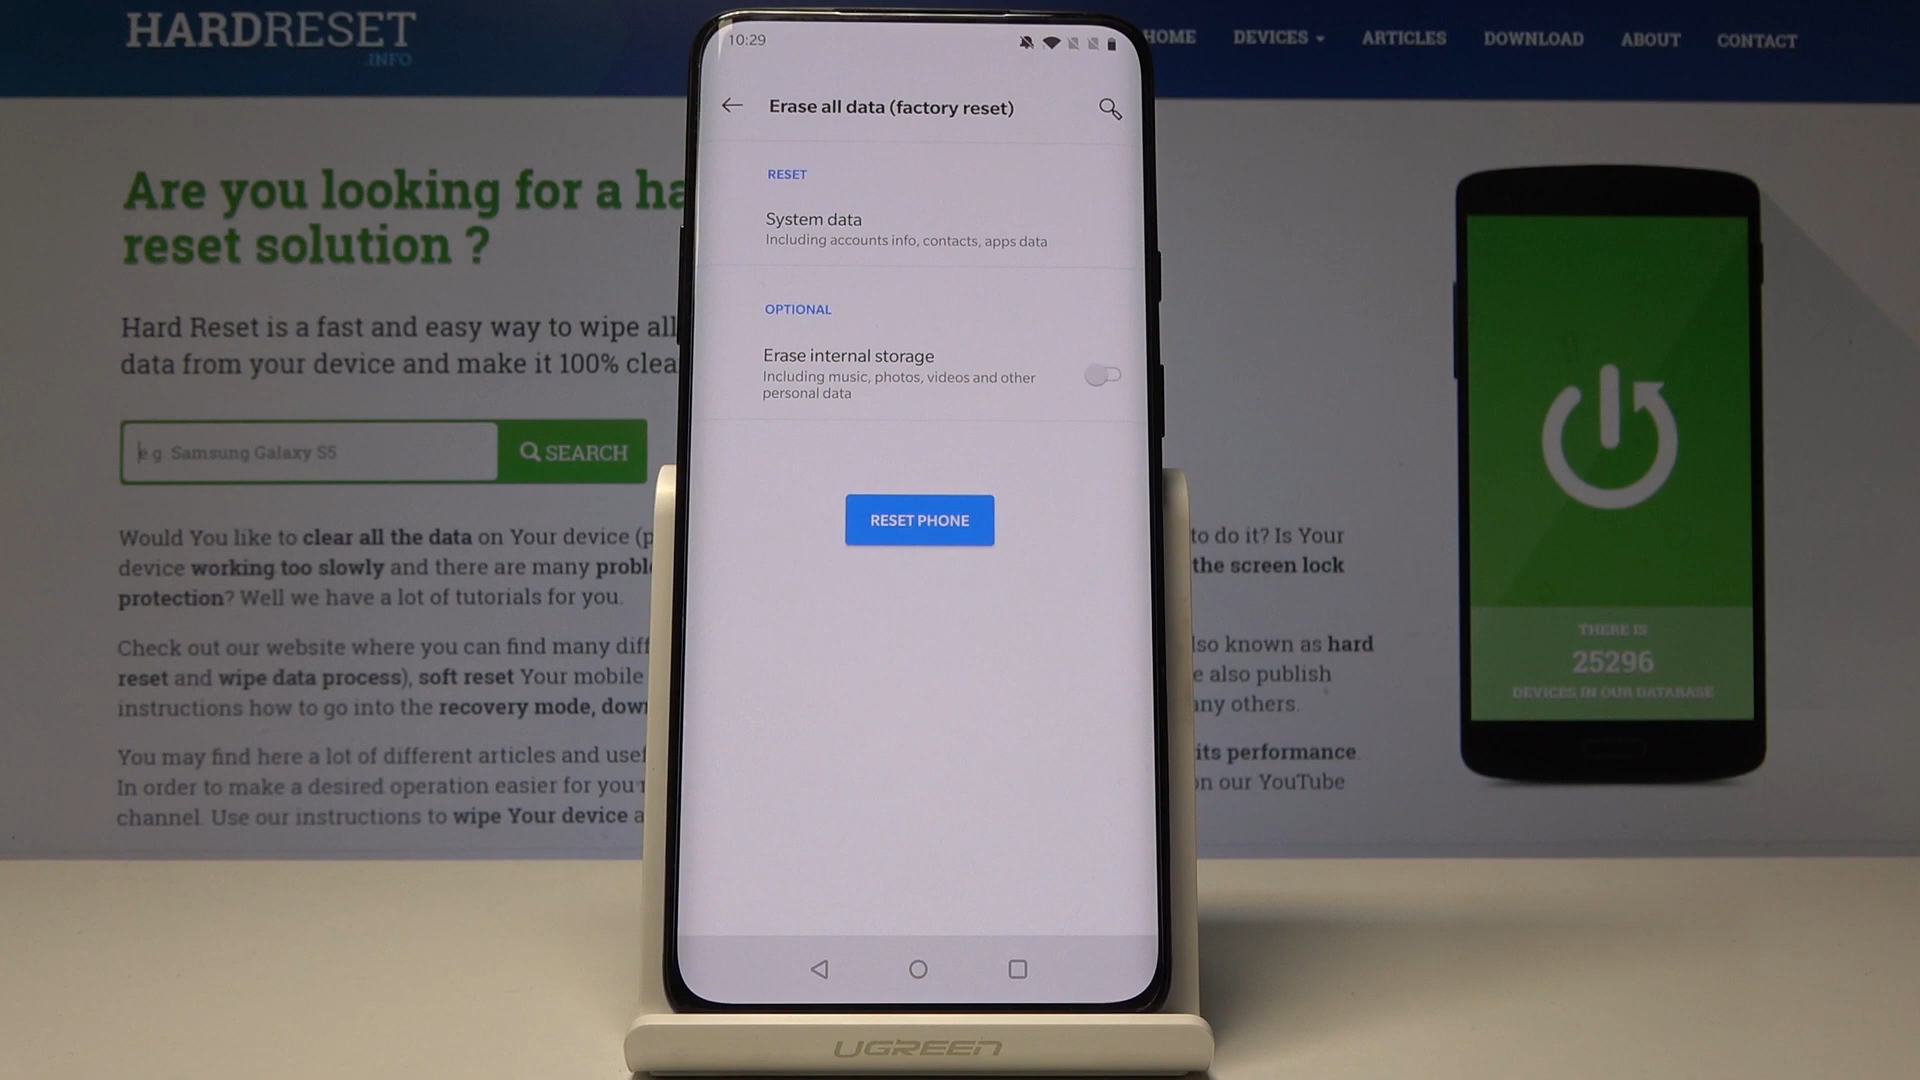 HARDRESET
.INFO
HOME
DEVICES
ARTICLES
DOWNLOAD
ABOUT
CONTACT
10:29
Erase all data (factory reset)
RESET
System data
Including accounts info, contacts, apps data
OPTIONAL
Erase internal storage
Including music, photos, videos and other
personal data
RESET PHONE
Are you looking for a ha
reset solution ?
Hard Reset is a fast and easy way to wipe all
data from your device and make it 100% clea
e.g. Samsung Galaxy S5
SEARCH
Would You like to clear all the data on Your device (p
to do it? Is Your
device working too slowly and there are many probl
the screen lock
protection? Well we have a lot of tutorials for you.
Check out our website where you can find many diff
lso known as hard
reset and wipe data process), soft reset Your mobile
e also publish
instructions how to go into the recovery mode, dow
any others.
You may find here a lot of different articles and use
its performance.
In order to make a desired operation easier for you
on our YouTube
channel. Use our instructions to wipe Your device a
THERE IS
25296
DEVICES IN OUR DATABASE
UGREEN